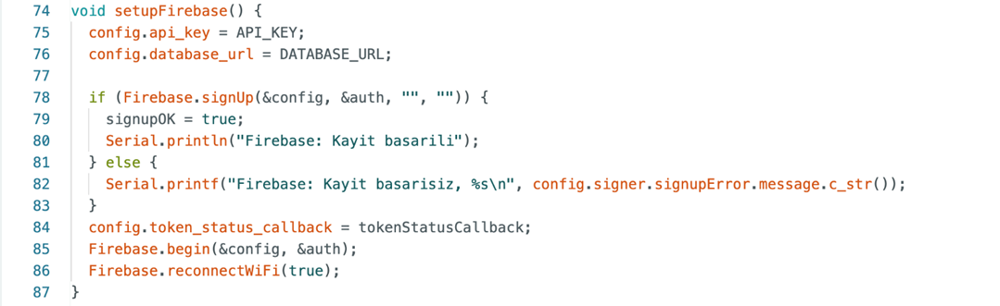 74 void setupFirebase() {
75   config.api_key = API_KEY;
76   config.database_url = DATABASE_URL;
77
78   if (Firebase.signUp(&config, &auth, "", "")) {
79     signupOK = true;
80     Serial.println("Firebase: Kayit basarili");
81   } else {
82     Serial.printf("Firebase: Kayit basarisiz, %s\n", config.signer.signupError.message.c_str());
83   }
84   config.token_status_callback = tokenStatusCallback;
85   Firebase.begin(&config, &auth);
86   Firebase.reconnectWiFi(true);
87 }